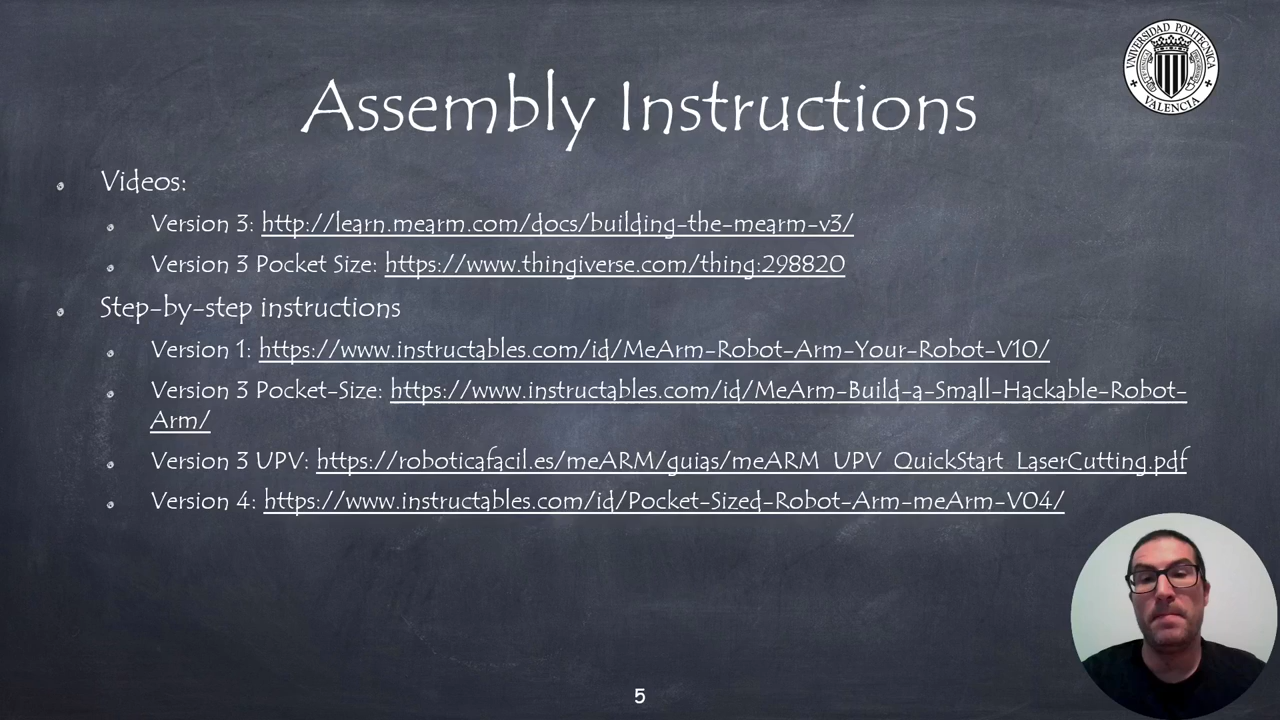 UNIVERSIDAD POLITECNICA
VALENCIA
Assembly Instructions
Videos:
Version 3: http://learn.mearm.com/docs/building-the-mearm-v3/
Version 3 Pocket Size: https://www.thingiverse.com/thing:298820
Step-by-step instructions
Version 1: https://www.instructables.com/id/MeArm-Robot-Arm-Your-Robot-V10/
Version 3 Pocket-Size: https://www.instructables.com/id/MeArm-Build-a-Small-Hackable-Robot-
Arm/
Version 3 UPV: https://roboticafacil.es/meARM/guias/meARM_UPV_QuickStart_LaserCutting.pdf
Version 4: https://www.instructables.com/id/Pocket-Sized-Robot-Arm-meArm-V04/
5